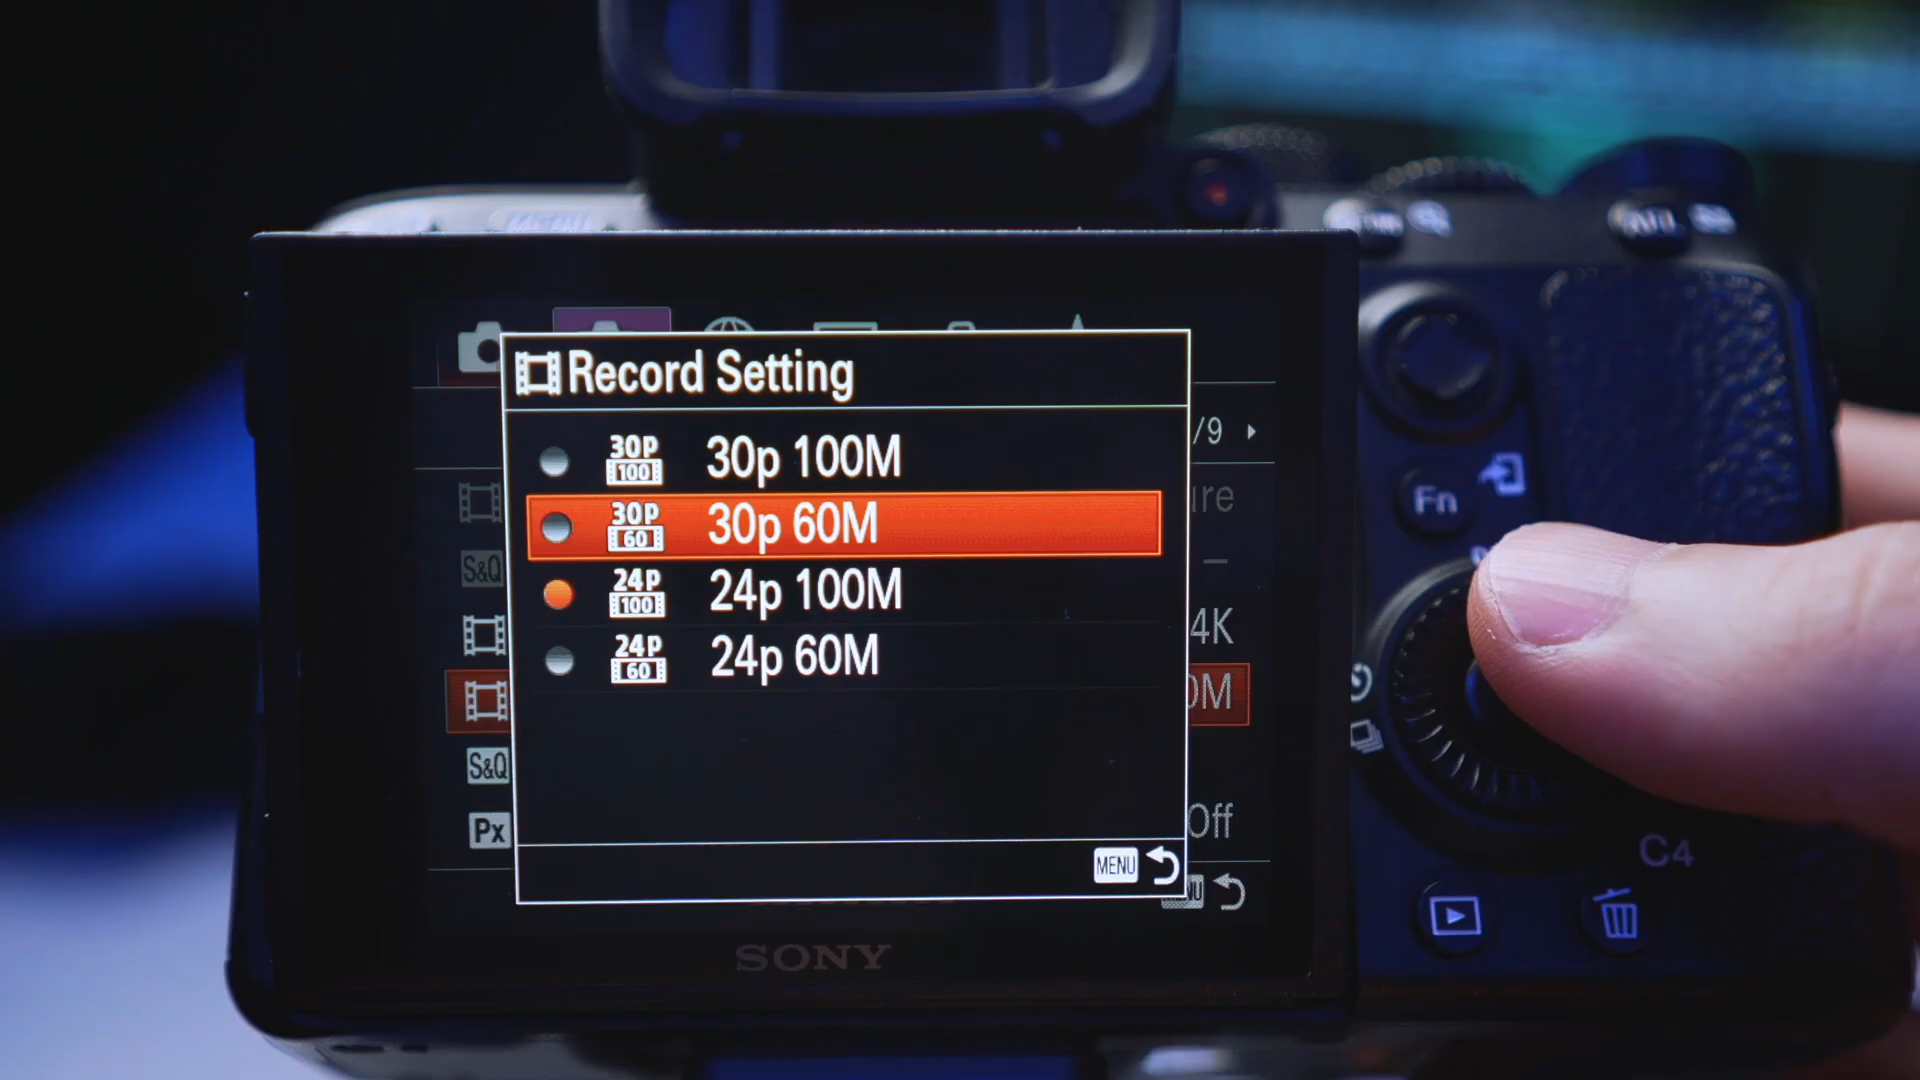 Record Setting
/9
30P 100 30p 100M
30P 60 30p 60M
24P 100 24p 100M
24P 60 24p 60M
S&Q
4K
S&Q
Px
Off
MENU
SONY
Fn
C4